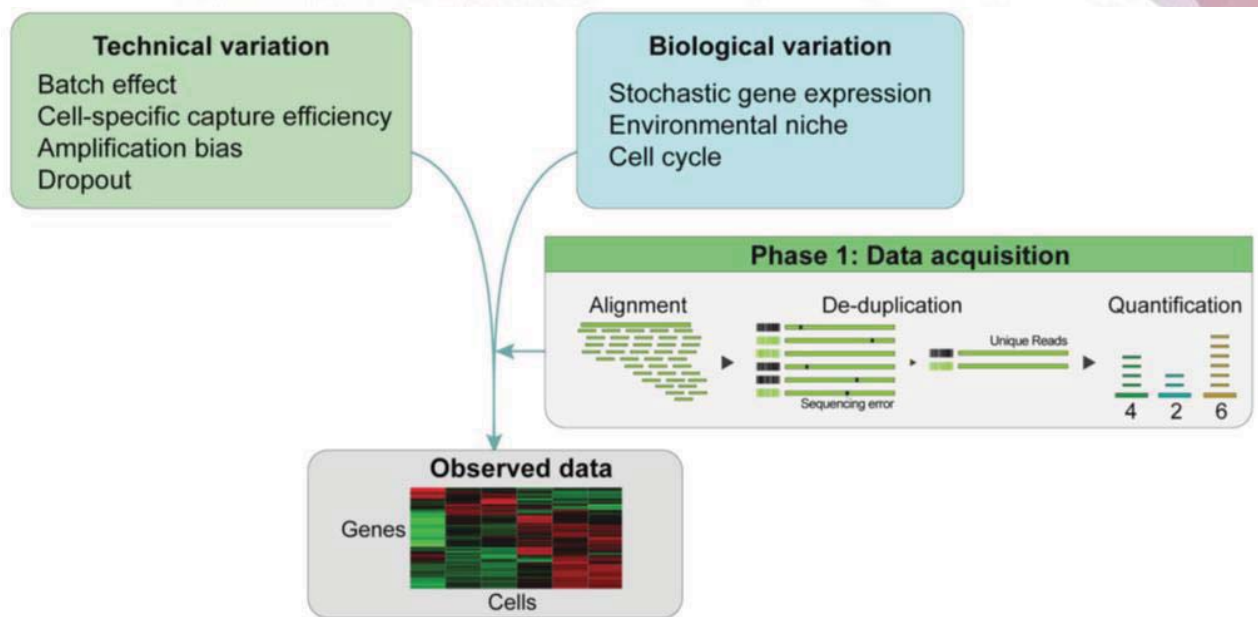 Technical variation
Batch effect
Cell-specific capture efficiency
Amplification bias
Dropout
Biological variation
Stochastic gene expression
Environmental niche
Cell cycle
Phase 1: Data acquisition
Alignment
De-duplication
Quantification
Unique Reads
Sequencing error
4 2 6
Observed data
Genes
Cells